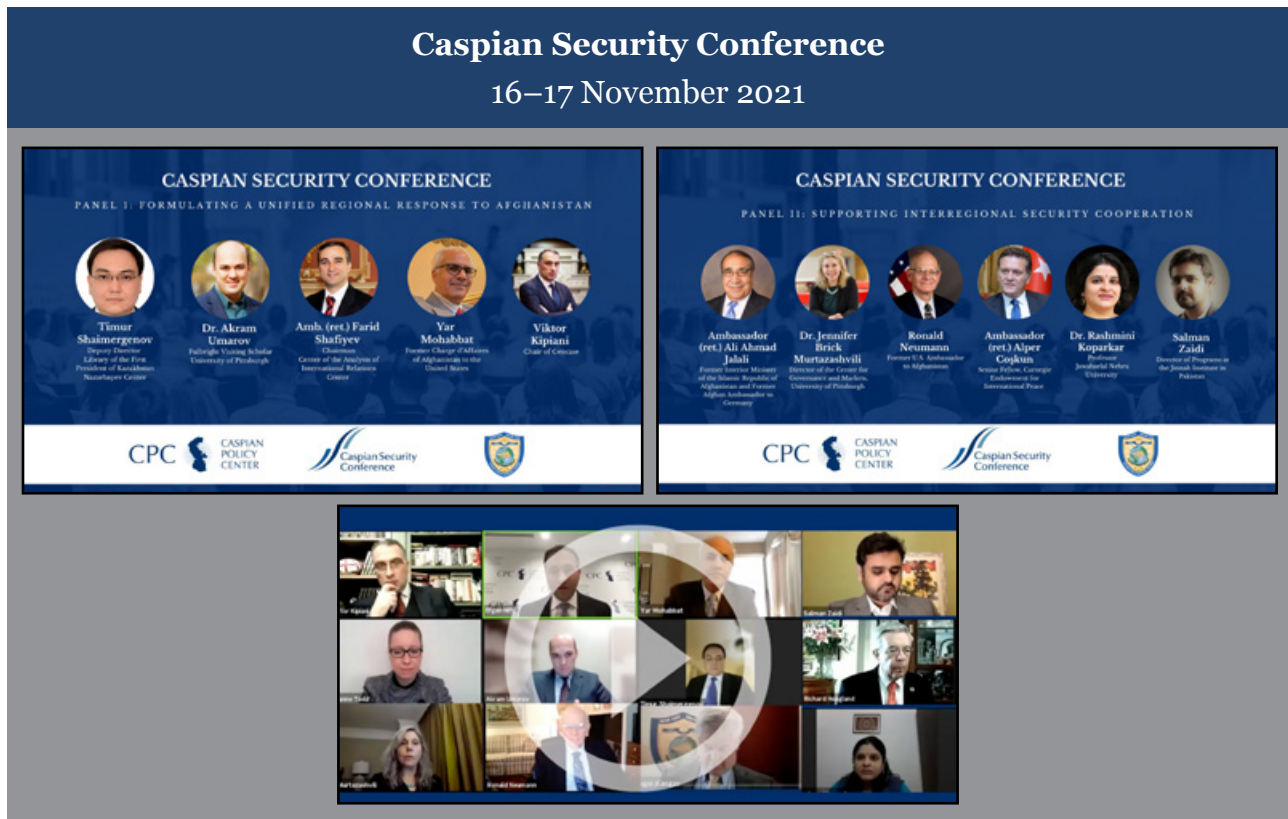 Caspian Security Conference
16–17 November 2021
CASPIAN SECURITY CONFERENCE
PANEL I: FORMULATING A UNIFIED REGIONAL RESPONSE TO AFGHANISTAN
Timur
Shaimergenov
Deputy Director
Library of the First
President of Kazakhstan
Nazarbayev Center
Dr. Akram
Umarov
Fulbright Visiting Scholar
University of Pittsburgh
Amb. (ret.) Farid
Shafiyev
Chairman
Center of the Analysis of
International Relations
Center
Yar
Mohabbat
Former Charge d'Affaires
of Afghanistan to the
United States
Viktor
Kipiani
Chair of Geocase
CPC
CASPIAN
POLICY
CENTER
Caspian Security
Conference
CASPIAN SECURITY CONFERENCE
PANEL II: SUPPORTING INTERREGIONAL SECURITY COOPERATION
Ambassador
(ret.) Ali Ahmad
Jalali
Former Interior Minister
of the Islamic Republic of
Afghanistan and Former
Afghan Ambassador to
Germany
Dr. Jennifer
Brick
Murtazashvili
Director of the Center for
Governance and Markets,
University of Pittsburgh
Ronald
Neumann
Former U.S. Ambassador
to Afghanistan
Ambassador
(ret.) Alper
Coşkun
Senior Fellow, Carnegie
Endowment for
International Peace
Dr. Rashmini
Koparkar
Professor
Jawaharlal Nehru
University
Salman
Zaidi
Director of Programs at
the Jinnah Institute in
Pakistan
CPC
CASPIAN
POLICY
CENTER
Caspian Security
Conference
CPC
Kipiani
Yar Mohabbat
Salman Zaidi
Todd
Akram Umarov
Richard Hoagland
Murtazashvili
Ronald Neumann